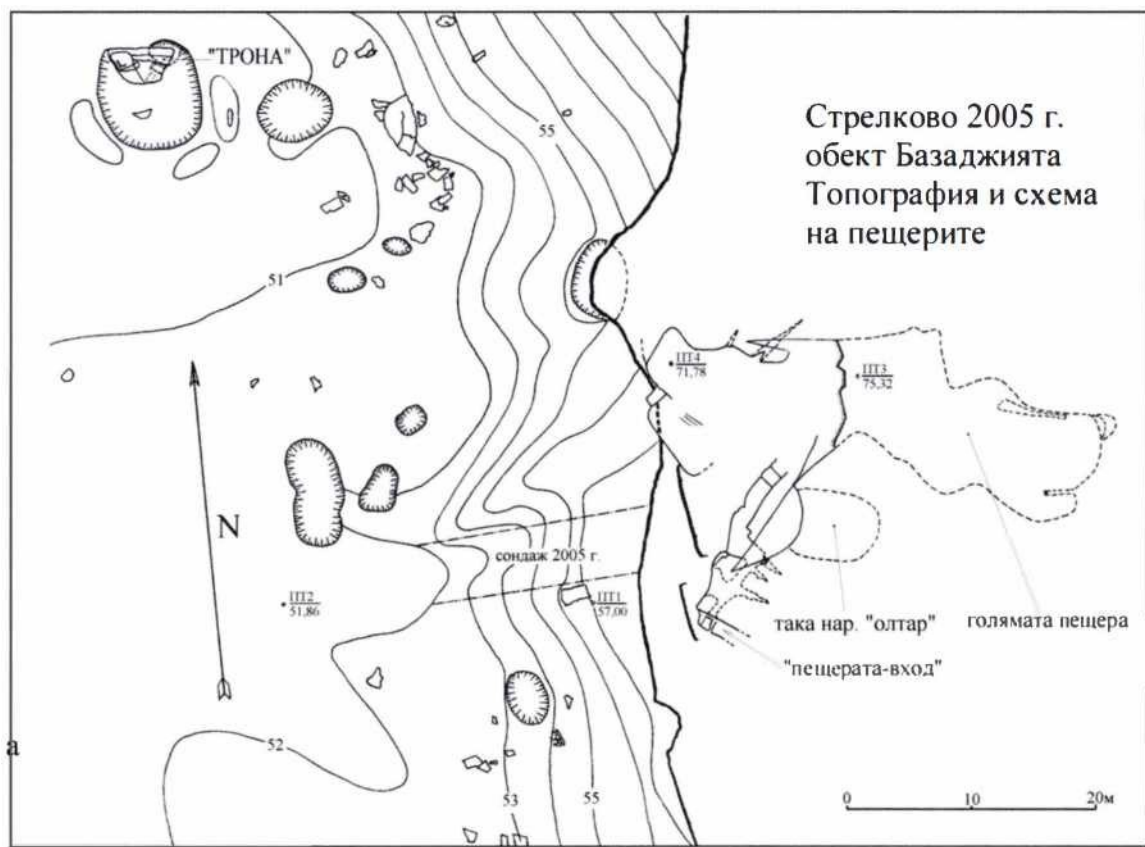 "ТРОНА"
55
Стрелково 2005 г.
обект Базаджията
Топография и схема
на пещерите
51
ПТ4
71,78
ПТ3
75,32
N
сондаж 2005 г.
ПТ2
51,86
ПТ1
57,00
така нар. "олтар"
голямата пещера
"пещерата-вход"
а
52
53
55
0 10 20м